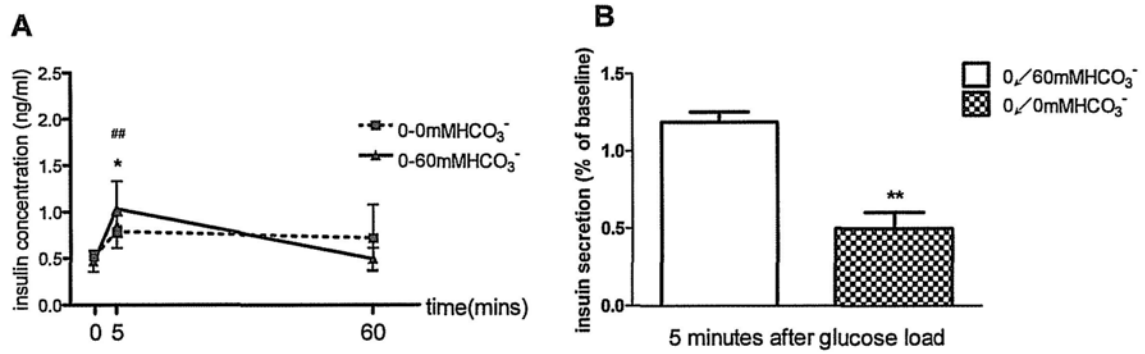 A
insulin concentration (ng/ml)
2.5
2.0
1.5
1.0
0.5
0.0
##
*
0-0mMHCO₃⁻
0-60mMHCO₃⁻
0 5 60
time(mins)
B
insuin secretion (% of baseline)
1.5
1.0
0.5
0.0
**
0↙60mMHCO₃⁻
0↙0mMHCO₃⁻
5 minutes after glucose load